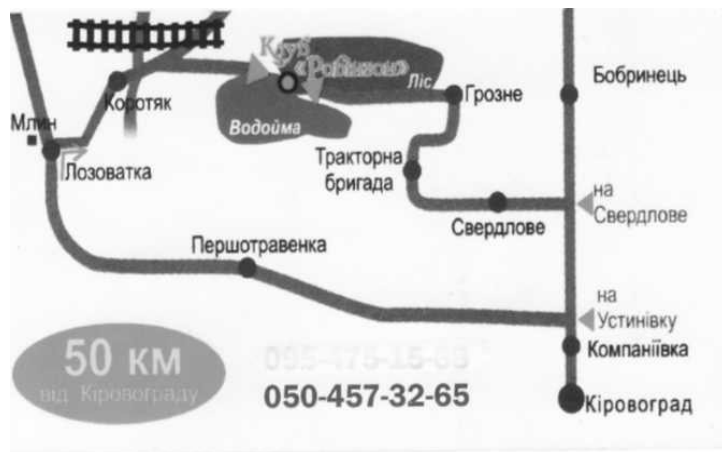 Клуб
«Робінзон»
Ліс
Грозне
Бобринець
Коротяк
Млин
Водойма
Лозоватка
Тракторна
бригада
Свердлове
на
Свердлове
Першотравенка
на
Устинівку
50 км
від Кіровограду
050-457-32-65
Компаніївка
Кіровоград